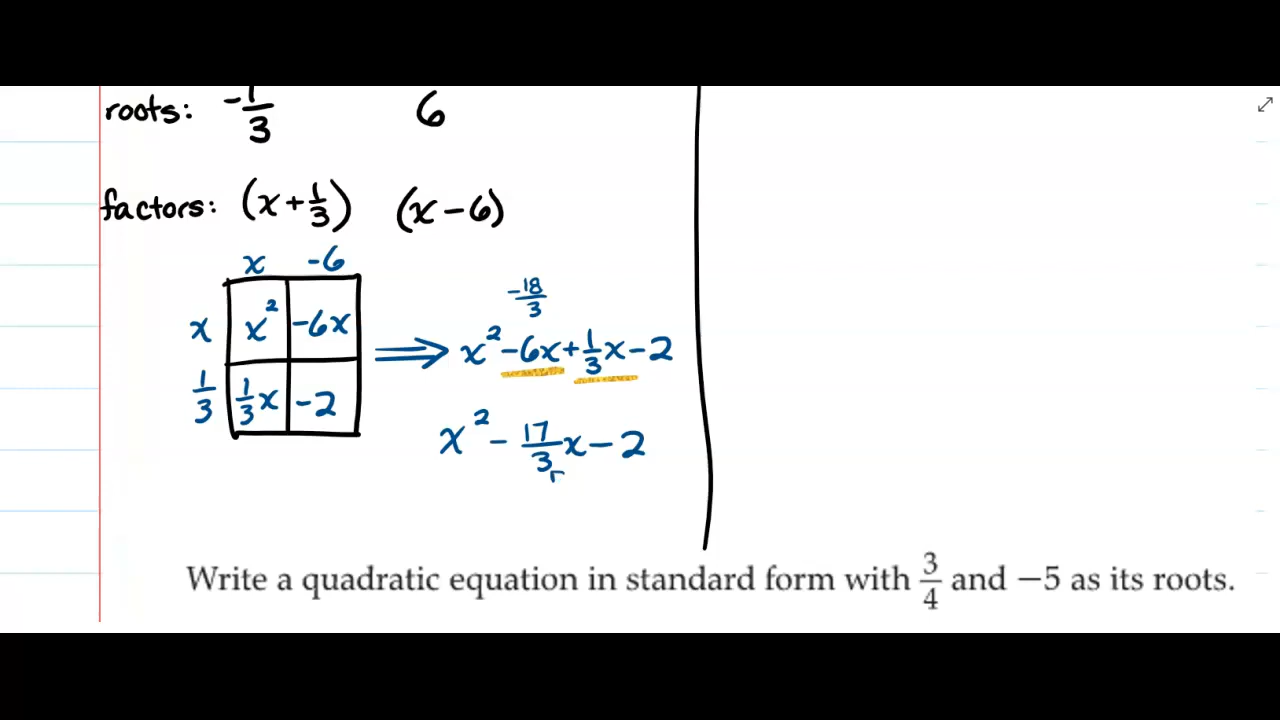 roots: -1/3 6
factors: (x+1/3) (x-6)
x -6
-18/3
x x² -6x
⟹ x² -6x+1/3x-2
1/3 1/3x -2
x² - 17/3x - 2
Write a quadratic equation in standard form with 3/4 and −5 as its roots.